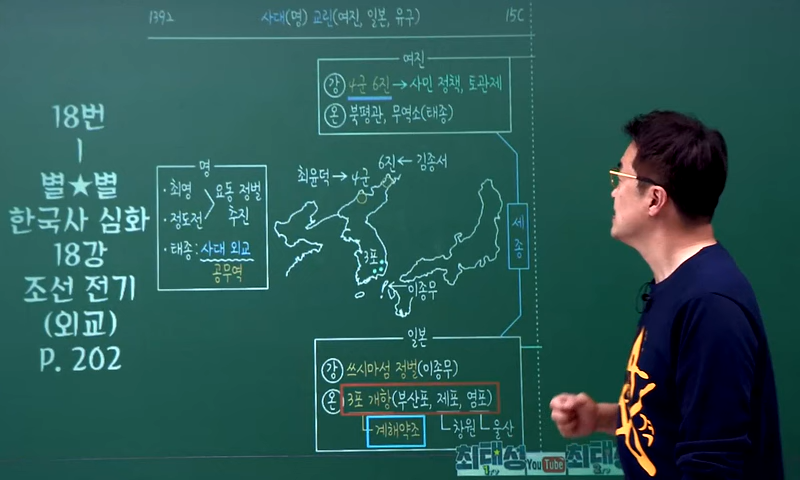 1392 사대(명) 교린(여진, 일본, 유구) 15C
18번
|
별★별
한국사 심화
18강
조선 전기
(외교)
P. 202
여진
강 4군 6진→사민 정책, 토관제
온 북평관, 무역소(태종)
명
· 최영
· 정도전
요동 정벌
추진
· 태종: 사대 외교
공무역
최윤덕→4군
6진←김종서
3포
이종무
세종
일본
강 쓰시마섬 정벌(이종무)
온 3포 개항(부산포, 제포, 염포)
계해약조 창원 울산
최태성 YouTube 최태성